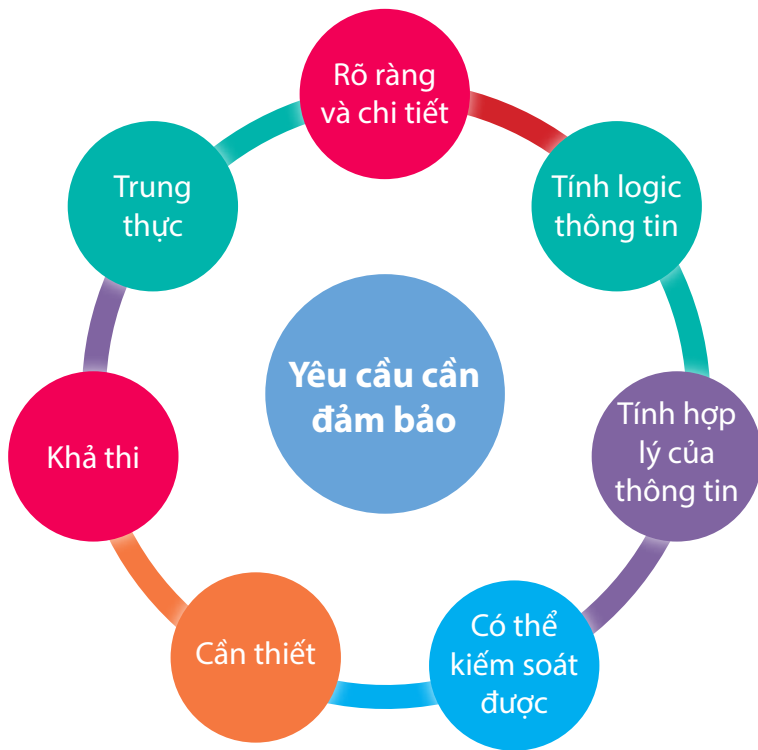 Rõ ràng
và chi tiết
Tính logic
thông tin
Tính hợp
lý của
thông tin
Có thể
kiếm soát
được
Cần thiết
Khả thi
Trung
thực
Yêu cầu cần
đảm bảo